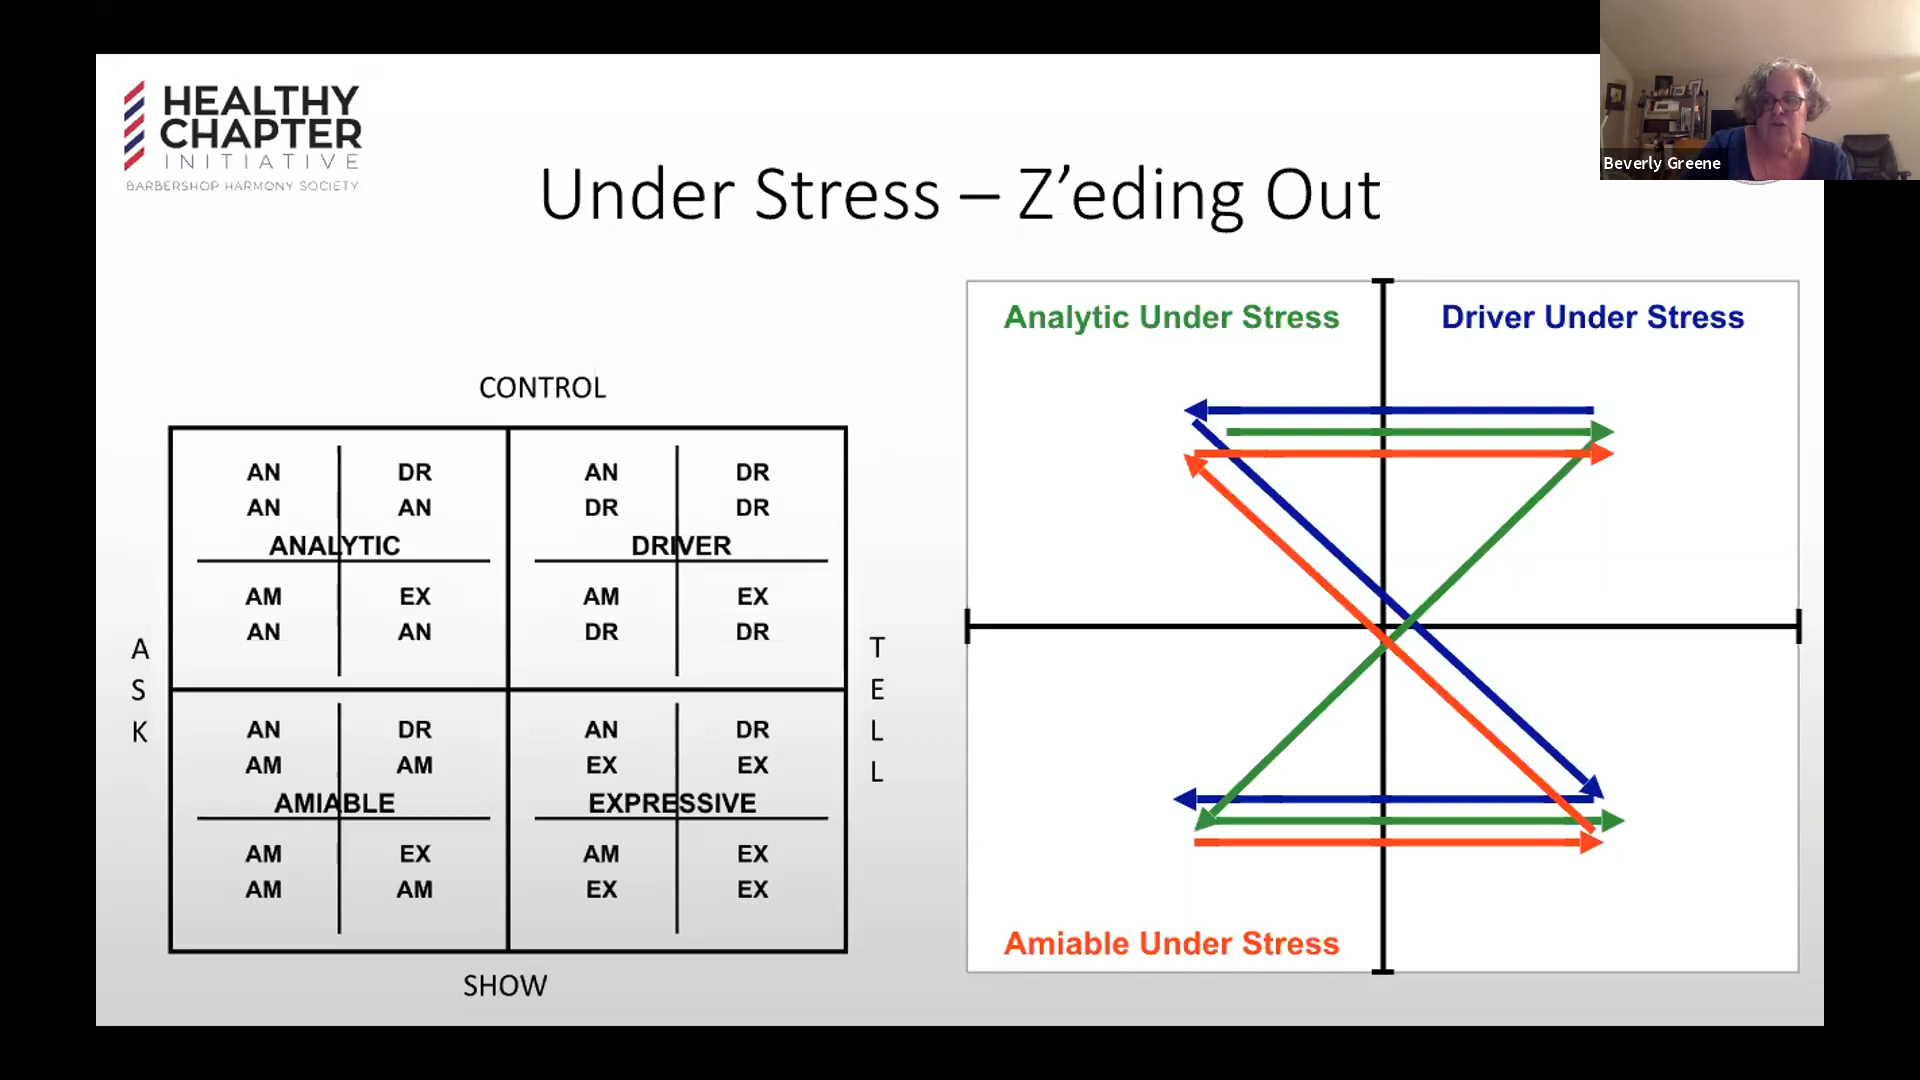 HEALTHY
CHAPTER
INITIATIVE
BARBERSHOP HARMONY SOCIETY
Beverly Greene
Under Stress – Z’eding Out
CONTROL
AN DR AN DR
AN AN DR DR
ANALYTIC DRIVER
AM EX AM EX
AN AN DR DR
ASK
TELL
AN DR AN DR
AM AM EX EX
AMIABLE EXPRESSIVE
AM EX AM EX
AM AM EX EX
SHOW
Analytic Under Stress
Driver Under Stress
Amiable Under Stress